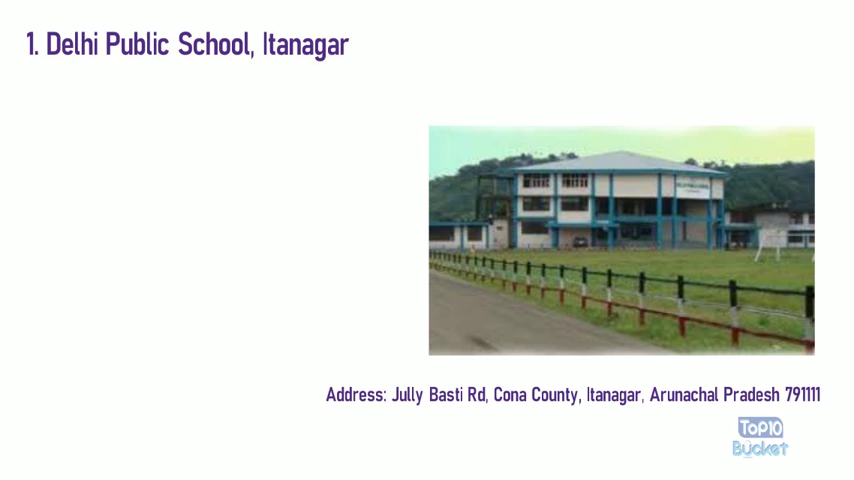 1. Delhi Public School, Itanagar
Address: Jully Basti Rd, Cona County, Itanagar, Arunachal Pradesh 791111
Top10
Bucket